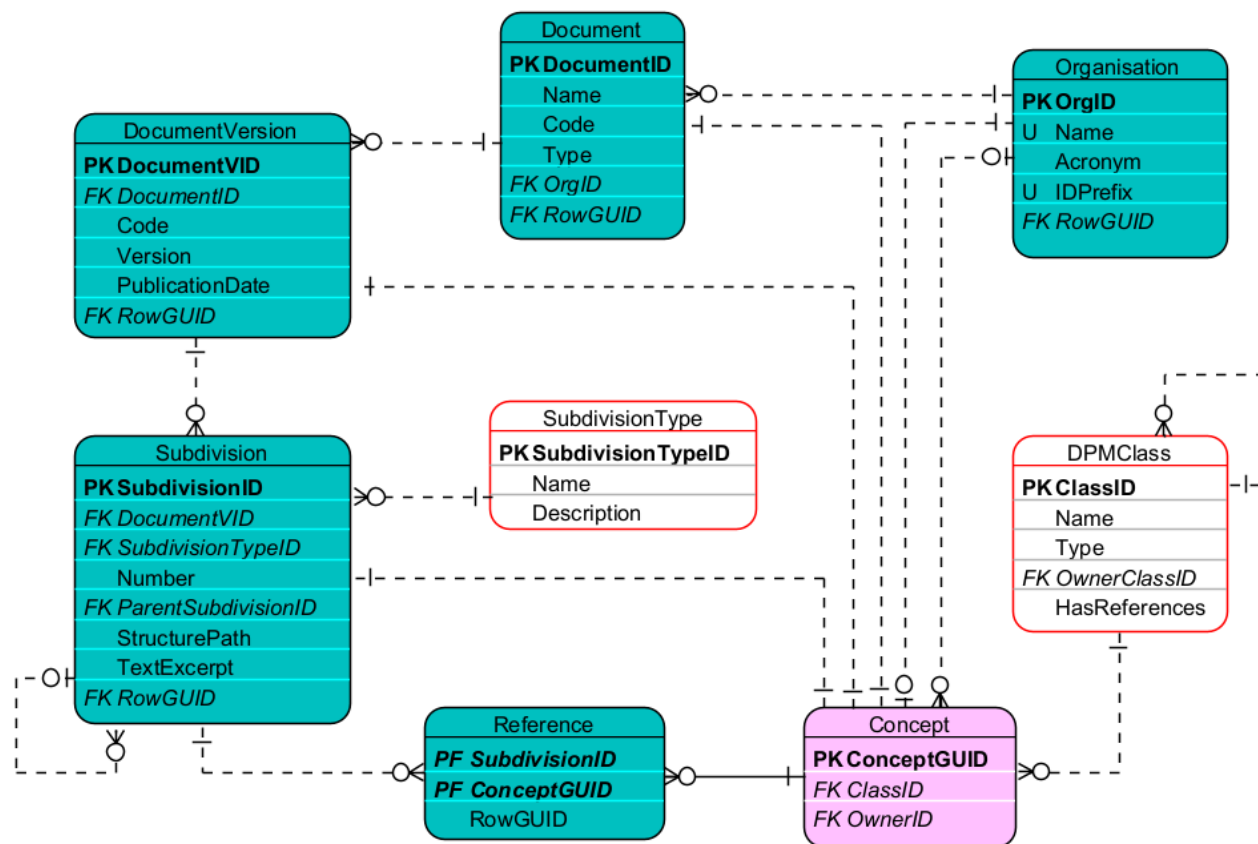 Document
PK DocumentID
Name
Code
Type
FK OrgID
FK RowGUID
Organisation
PK OrgID
U Name
Acronym
U IDPrefix
FK RowGUID
DocumentVersion
PK DocumentVID
FK DocumentID
Code
Version
PublicationDate
FK RowGUID
SubdivisionType
PK SubdivisionTypeID
Name
Description
Subdivision
PK SubdivisionID
FK DocumentVID
FK SubdivisionTypeID
Number
FK ParentSubdivisionID
StructurePath
TextExcerpt
FK RowGUID
DPMClass
PK ClassID
Name
Type
FK OwnerClassID
HasReferences
Reference
PF SubdivisionID
PF ConceptGUID
RowGUID
Concept
PK ConceptGUID
FK ClassID
FK OwnerID